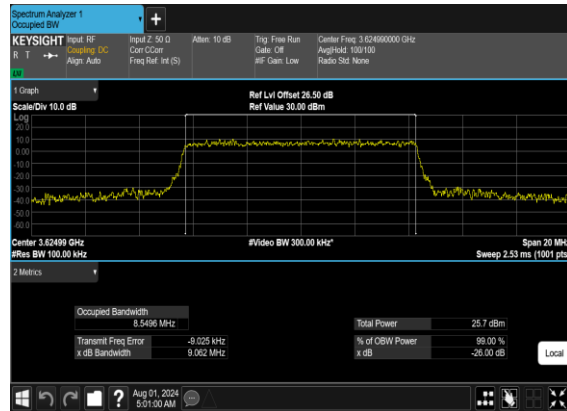 Spectrum Analyzer 1
Occupied BW
+
KEYSIGHT Input: RF Input Z: 50 Ω Atten: 10 dB Trig: Free Run Center Freq: 3.624990000 GHz
R T Coupling: DC Corr CCorr Gate: Off Avg|Hold: 100/100
Align: Auto Freq Ref: Int (S) #IF Gain: Low Radio Std: None
1 Graph
Ref Lvl Offset 26.50 dB
Scale/Div 10.0 dB Ref Value 30.00 dBm
Log
20.0
10.0
0.00
-10.0
-20.0
-30.0
-40.0
-50.0
-60.0
Center 3.62499 GHz #Video BW 300.00 kHz* Span 20 MHz
#Res BW 100.00 kHz Sweep 2.53 ms (1001 pts
2 Metrics
Occupied Bandwidth
8.5496 MHz Total Power 25.7 dBm
Transmit Freq Error -9.025 kHz % of OBW Power 99.00 %
x dB Bandwidth 9.062 MHz x dB -26.00 dB
Local
? Aug 01, 2024
5:01:00 AM